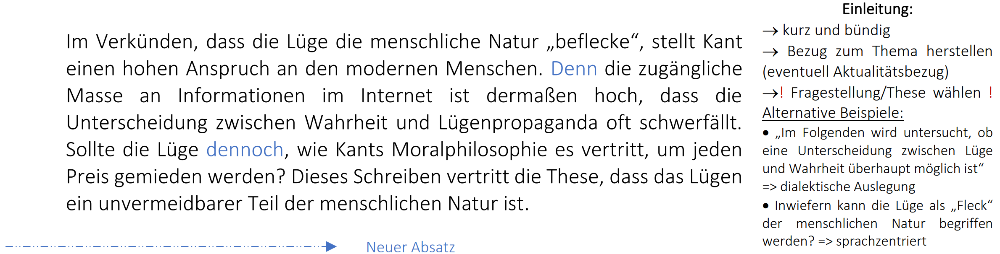 Im Verkünden, dass die Lüge die menschliche Natur „beflecke“, stellt Kant
einen hohen Anspruch an den modernen Menschen. Denn die zugängliche
Masse an Informationen im Internet ist dermaßen hoch, dass die
Unterscheidung zwischen Wahrheit und Lügenpropaganda oft schwerfällt.
Sollte die Lüge dennoch, wie Kants Moralphilosophie es vertritt, um jeden
Preis gemieden werden? Dieses Schreiben vertritt die These, dass das Lügen
ein unvermeidbarer Teil der menschlichen Natur ist.
Neuer Absatz
Einleitung:
→ kurz und bündig
→ Bezug zum Thema herstellen
(eventuell Aktualitätsbezug)
→! Fragestellung/These wählen !
Alternative Beispiele:
• „Im Folgenden wird untersucht, ob
eine Unterscheidung zwischen Lüge
und Wahrheit überhaupt möglich ist“
=> dialektische Auslegung
• Inwiefern kann die Lüge als „Fleck“
der menschlichen Natur begriffen
werden? => sprachzentriert